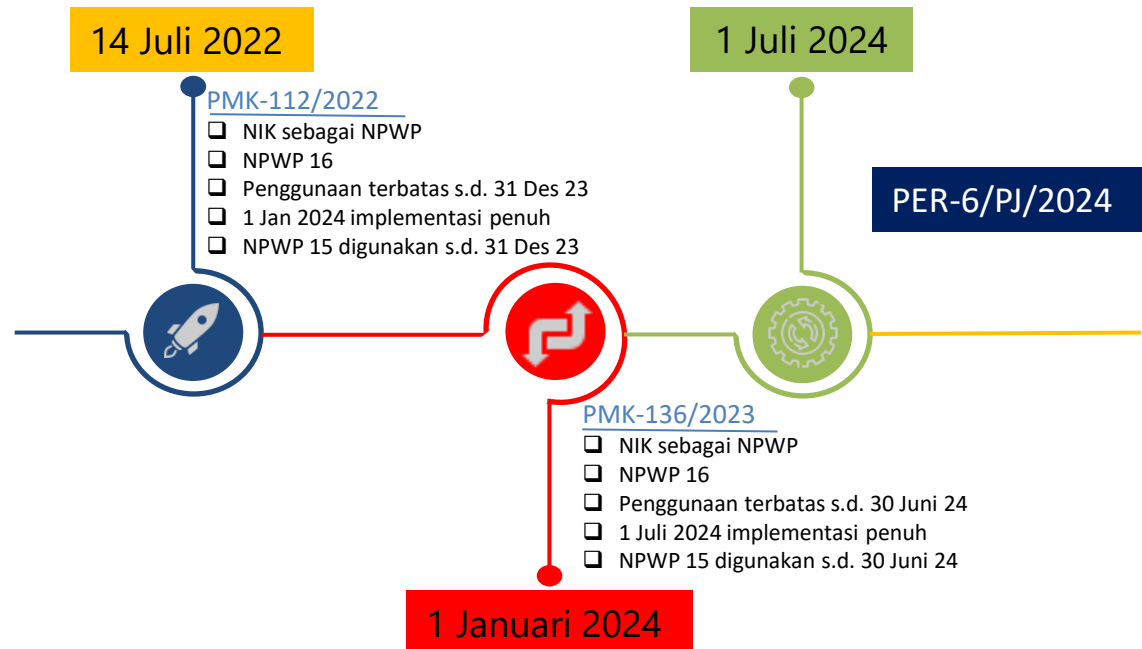 14 Juli 2022
PMK-112/2022
NIK sebagai NPWP
NPWP 16
Penggunaan terbatas s.d. 31 Des 23
1 Jan 2024 implementasi penuh
NPWP 15 digunakan s.d. 31 Des 23
1 Juli 2024
PER-6/PJ/2024
PMK-136/2023
NIK sebagai NPWP
NPWP 16
Penggunaan terbatas s.d. 30 Juni 24
1 Juli 2024 implementasi penuh
NPWP 15 digunakan s.d. 30 Juni 24
1 Januari 2024